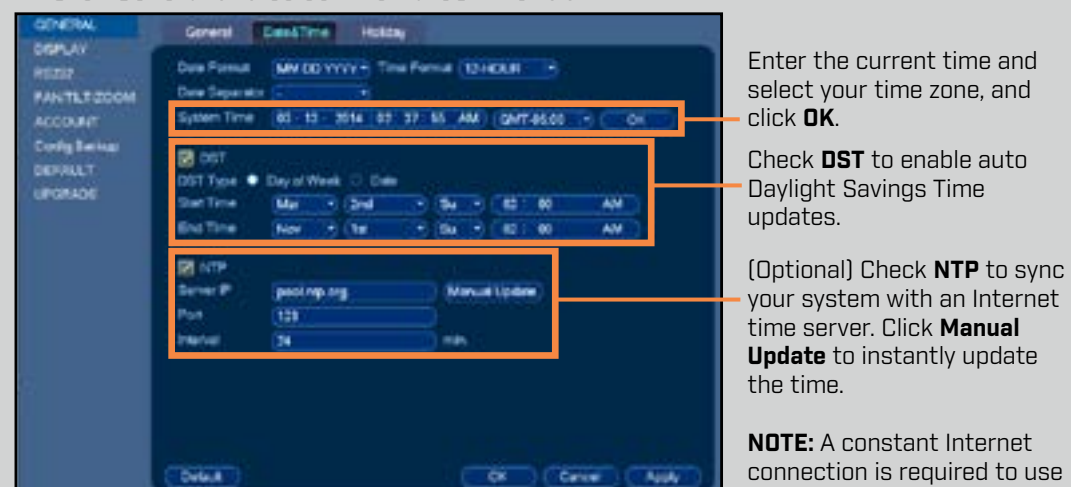 GENERAL
DISPLAY
RS232
PAN/TILT/ZOOM
ACCOUNT
Config Backup
DEFAULT
UPGRADE
General Date&Time Holiday
Date Format MM DD YYYY Time Format 12-HOUR
Date Separator -
System Time 03 - 13 - 2014 03 : 37 : 55 AM GMT-05:00 OK
DST
DST Type Day of Week Date
Start Time Mar 2nd Su 02 : 00 AM
End Time Nov 1st Su 02 : 00 AM
NTP
Server IP pool.ntp.org Manual Update
Port 123
Interval 24 min.
Default OK Cancel Apply
Enter the current time and
select your time zone, and
click OK.
Check DST to enable auto
Daylight Savings Time
updates.
(Optional) Check NTP to sync
your system with an Internet
time server. Click Manual
Update to instantly update
the time.
NOTE: A constant Internet
connection is required to use